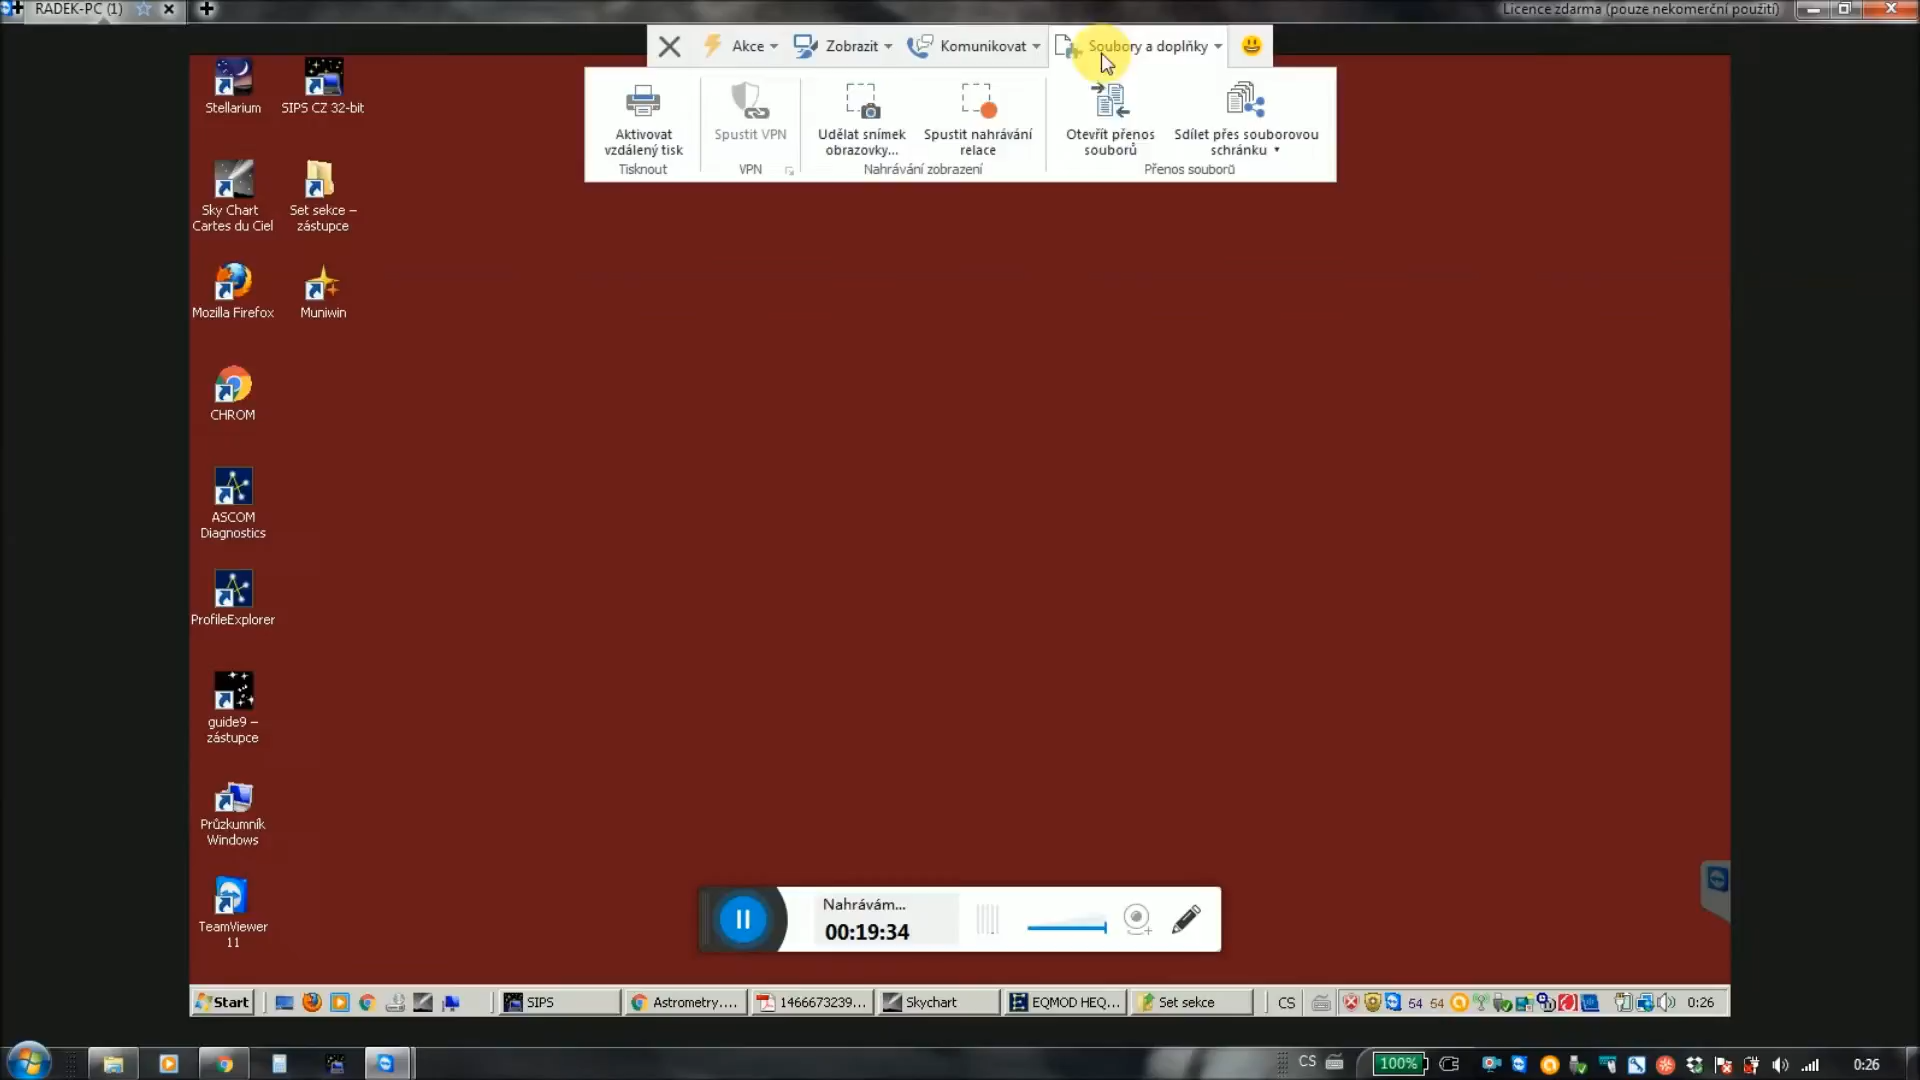 RADEK-PC (1)
Licence zdarma (pouze nekomerční použití)
Akce
Zobrazit
Komunikovat
Soubory a doplňky
Aktivovat
vzdálený tisk
Tisknout
Spustit VPN
VPN
Udělat snímek
obrazovky...
Spustit nahrávání
relace
Nahrávání zobrazení
Otevřít přenos
souborů
Sdílet přes souborovou
schránku
Přenos souborů
Stellarium
SIPS CZ 32-bit
Sky Chart
Cartes du Ciel
Set sekce –
zástupce
Mozilla Firefox
Muniwin
CHROM
ASCOM
Diagnostics
ProfileExplorer
guide9 –
zástupce
Průzkumník
Windows
TeamViewer
11
Nahrávám...
00:19:34
Start
SIPS
Astrometry....
1466673239...
Skychart
EQMOD HEQ...
Set sekce
CS
54
64
0:26
CS
100%
0:26